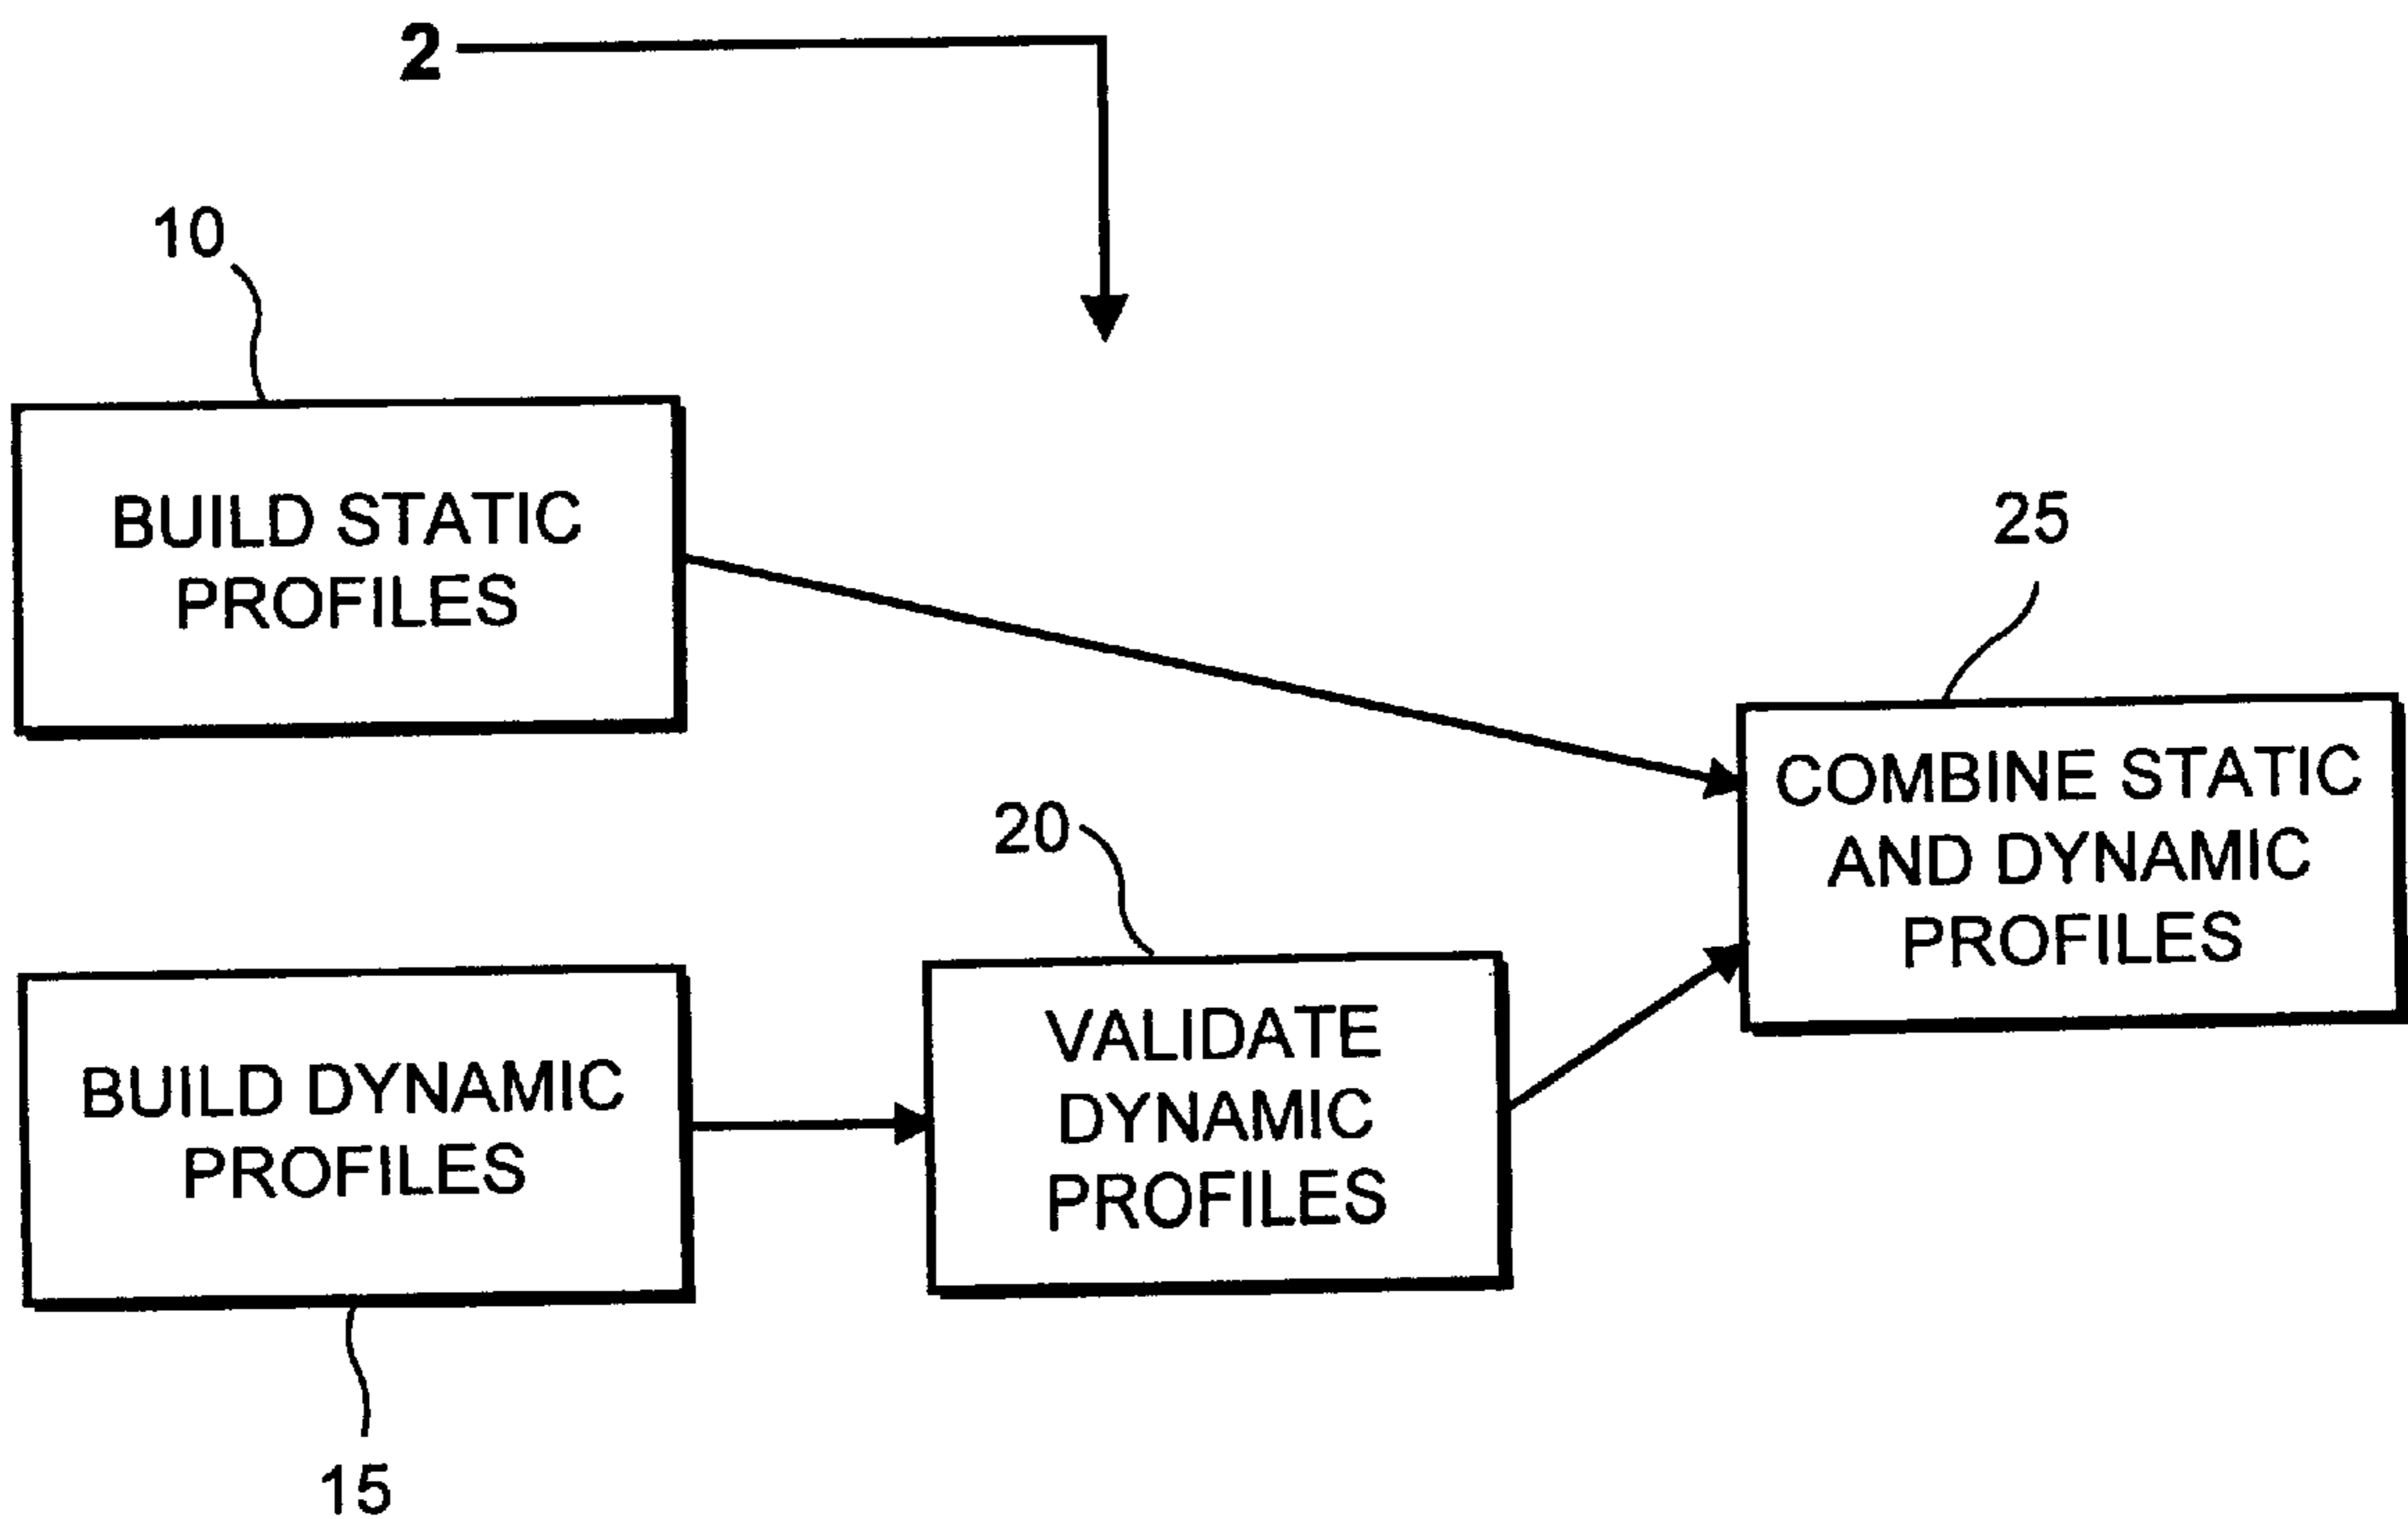 2
10
BUILD STATIC
PROFILES
25
COMBINE STATIC
AND DYNAMIC
PROFILES
20
VALIDATE
DYNAMIC
PROFILES
BUILD DYNAMIC
PROFILES
15